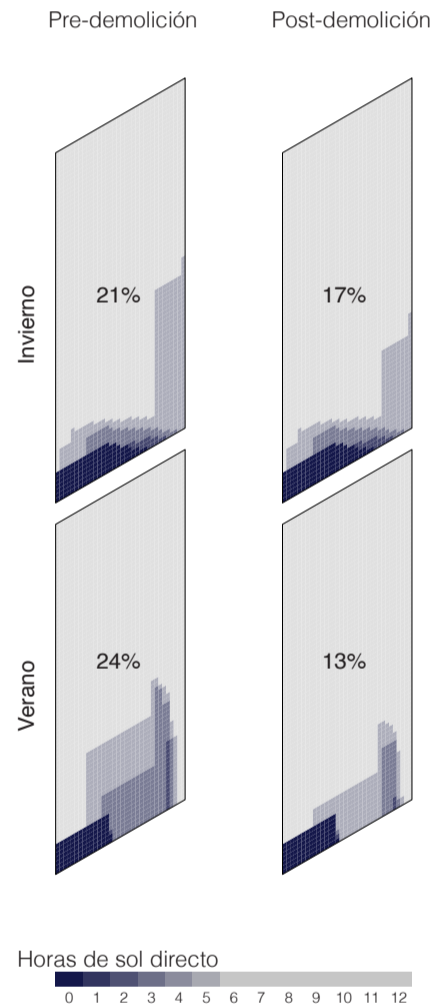 Pre-demolición Post-demolición
Invierno
21% 17%
Verano
24% 13%
Horas de sol directo
0 1 2 3 4 5 6 7 8 9 10 11 12